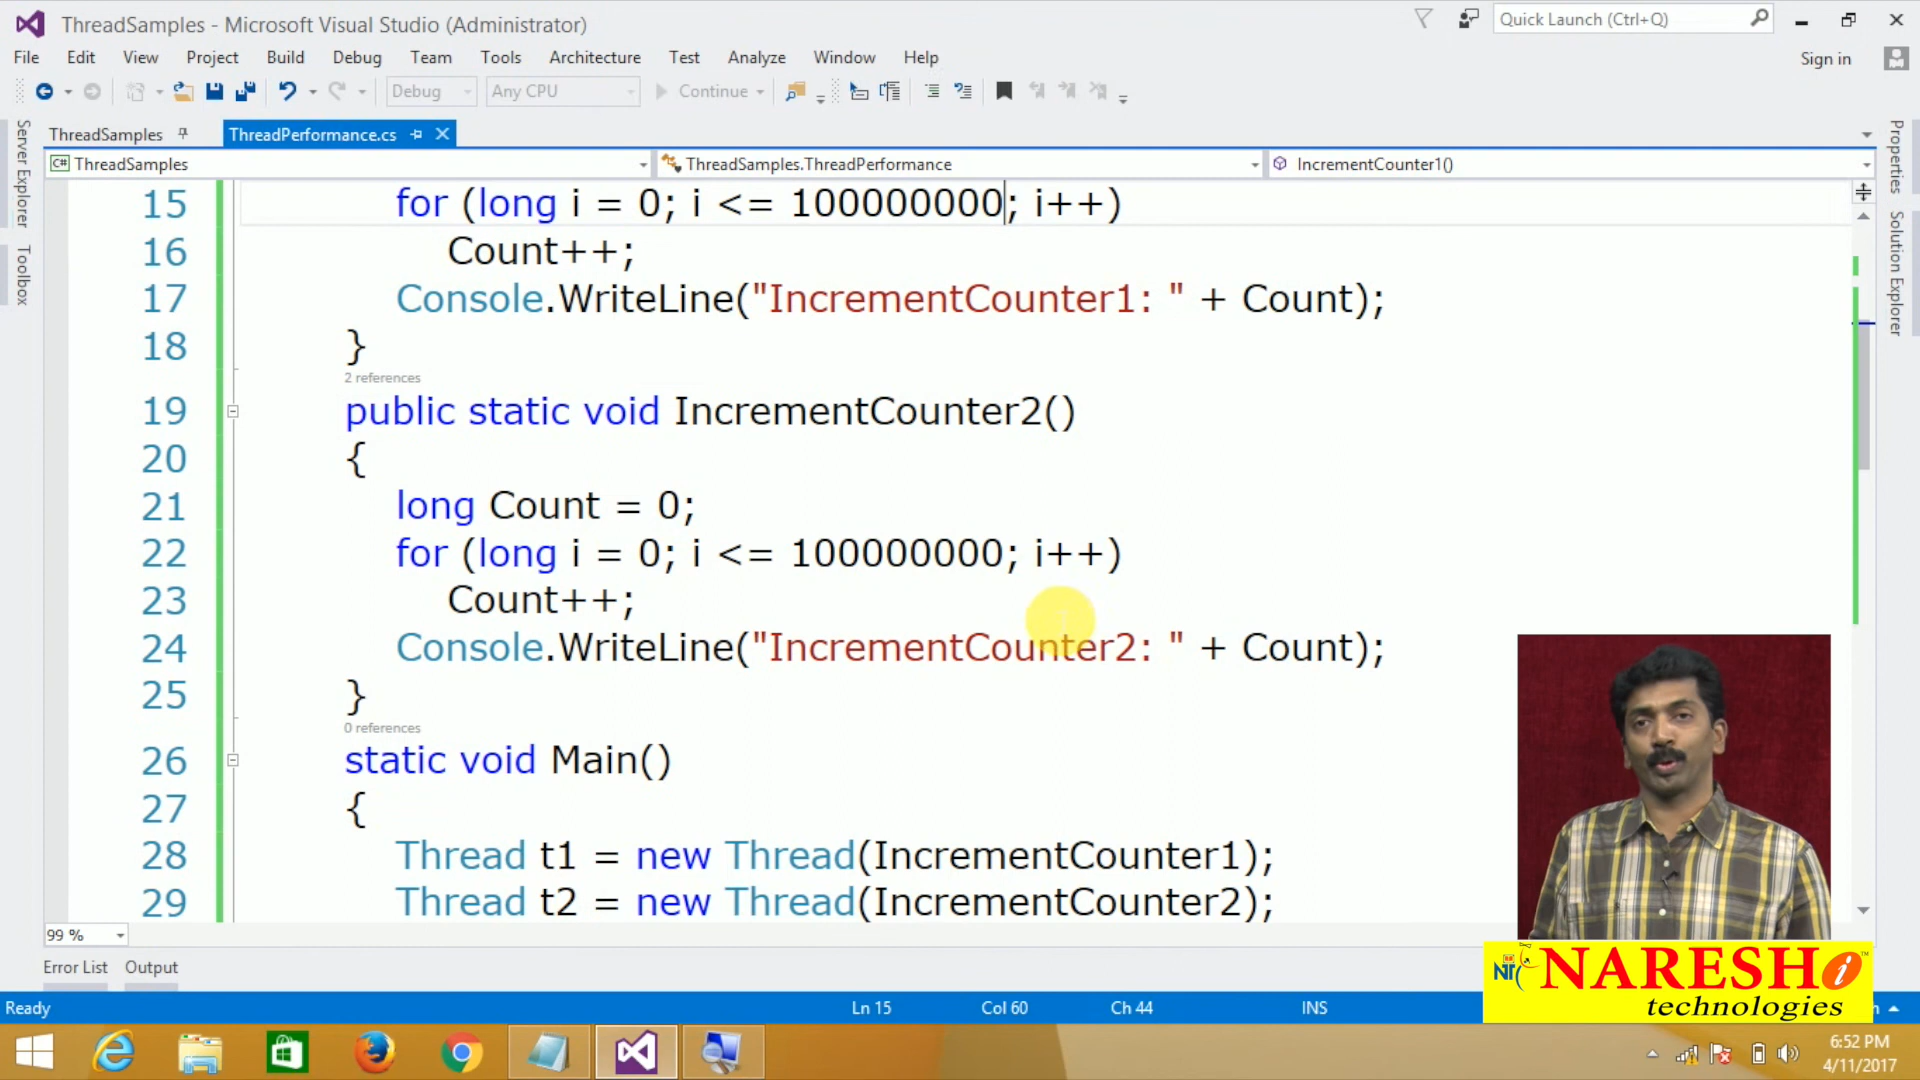 ThreadSamples - Microsoft Visual Studio (Administrator)
Quick Launch (Ctrl+Q)
File Edit View Project Build Debug Team Tools Architecture Test Analyze Window Help
Sign in
Debug Any CPU Continue
Server Explorer
Toolbox
Properties
Solution Explorer
ThreadSamples ThreadPerformance.cs
C# ThreadSamples ThreadSamples.ThreadPerformance IncrementCounter1()
15 for (long i = 0; i <= 100000000; i++)
16 Count++;
17 Console.WriteLine("IncrementCounter1: " + Count);
18 }
2 references
19 public static void IncrementCounter2()
20 {
21 long Count = 0;
22 for (long i = 0; i <= 100000000; i++)
23 Count++;
24 Console.WriteLine("IncrementCounter2: " + Count);
25 }
0 references
26 static void Main()
27 {
28 Thread t1 = new Thread(IncrementCounter1);
29 Thread t2 = new Thread(IncrementCounter2);
99 %
Error List Output
Ready Ln 15 Col 60 Ch 44 INS
NARESH i
technologies
6:52 PM
4/11/2017